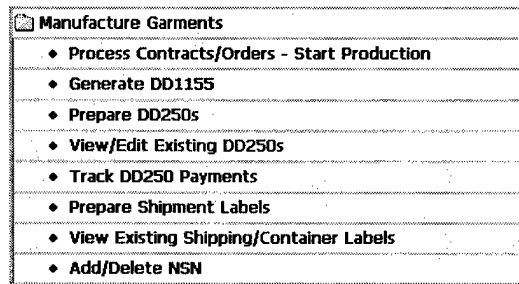 Manufacture Garments
Process Contracts/Orders - Start Production
Generate DD1155
Prepare DD250s
View/Edit Existing DD250s
Track DD250 Payments
Prepare Shipment Labels
View Existing Shipping/Container Labels
Add/Delete NSN